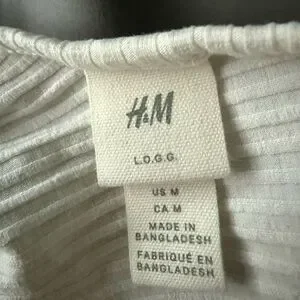 H&M
L.O.G.G.
US M
CA M
MADE IN
BANGLADESH
FABRIQUÉ EN
BANGLADESH